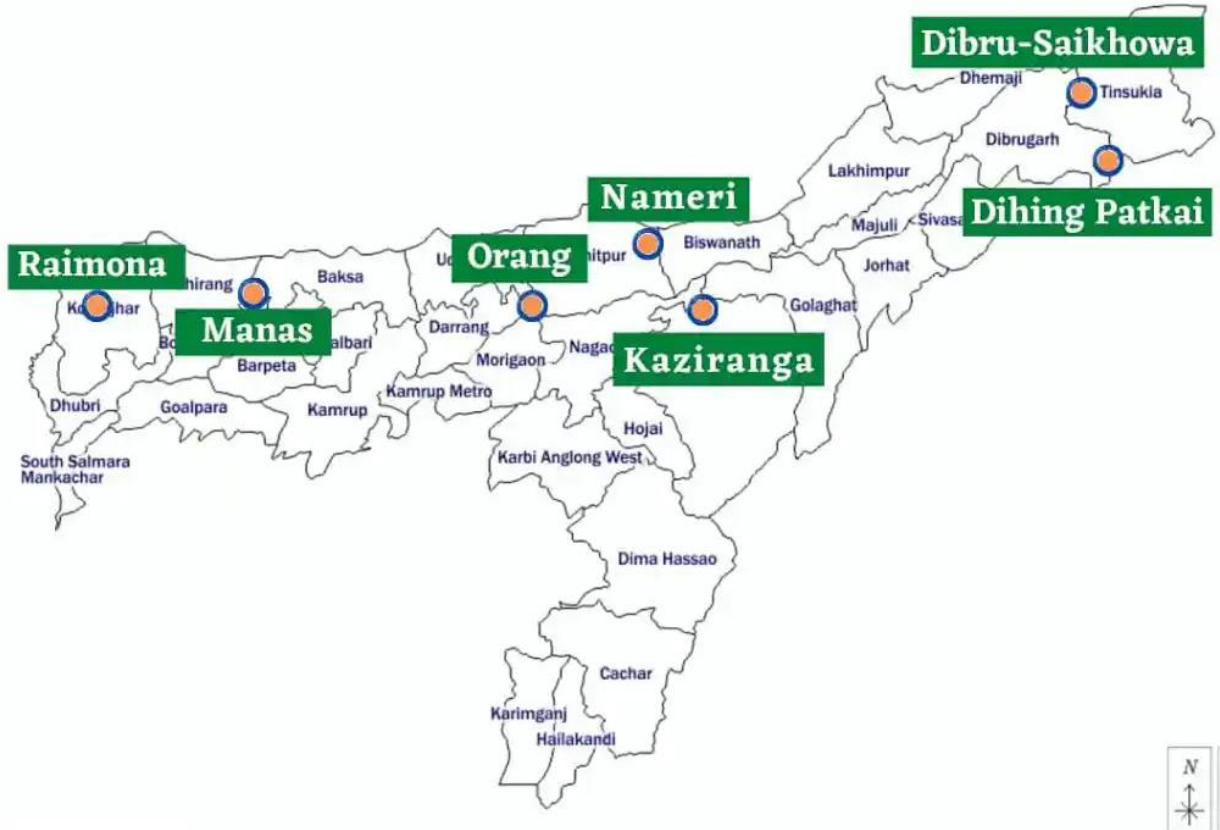 Dibru-Saikhowa
Dhemaji
Tinsukia
Dibrugarh
Lakhimpur
Dihing Patkai
Nameri
Majuli
Biswanath
Jorhat
Orang
Raimona
Baksa
Golaghat
Manas
Darrang
Kaziranga
Morigaon
Barpeta
Kamrup Metro
Dhubri
Goalpara
Kamrup
Hojai
South Salmara
Mankachar
Karbi Anglong West
Dima Hassao
Cachar
Karimganj
Hailakandi
N